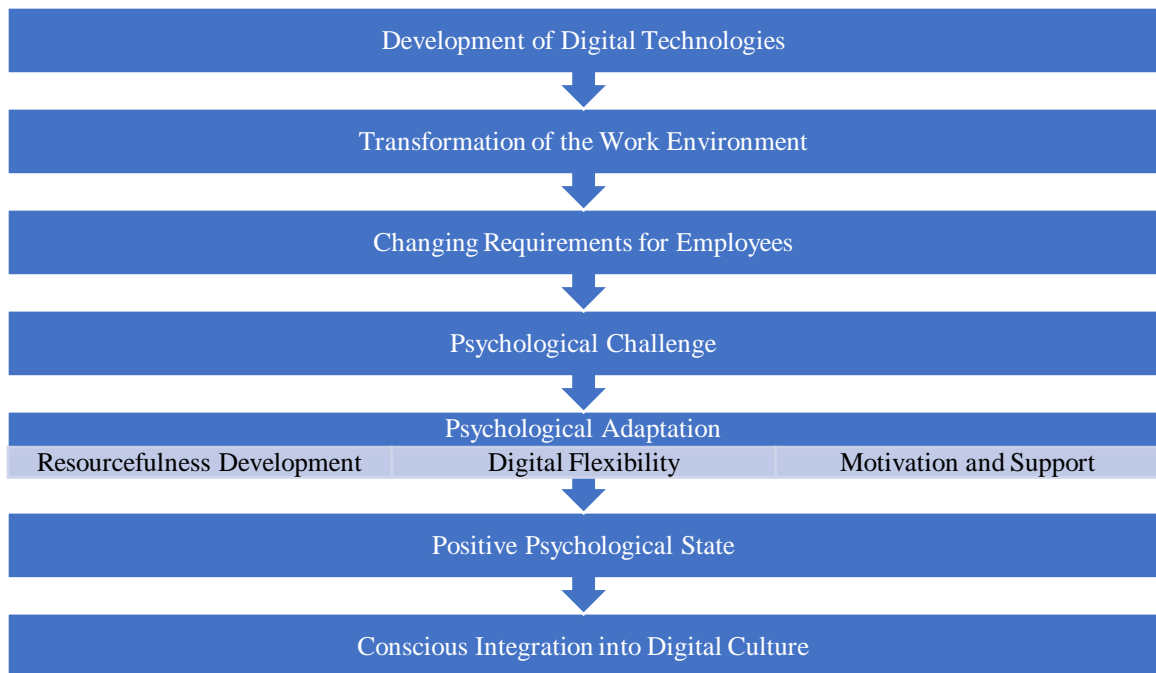 Development of Digital Technologies
Transformation of the Work Environment
Changing Requirements for Employees
Psychological Challenge
Psychological Adaptation
Resourcefulness Development
Digital Flexibility
Motivation and Support
Positive Psychological State
Conscious Integration into Digital Culture